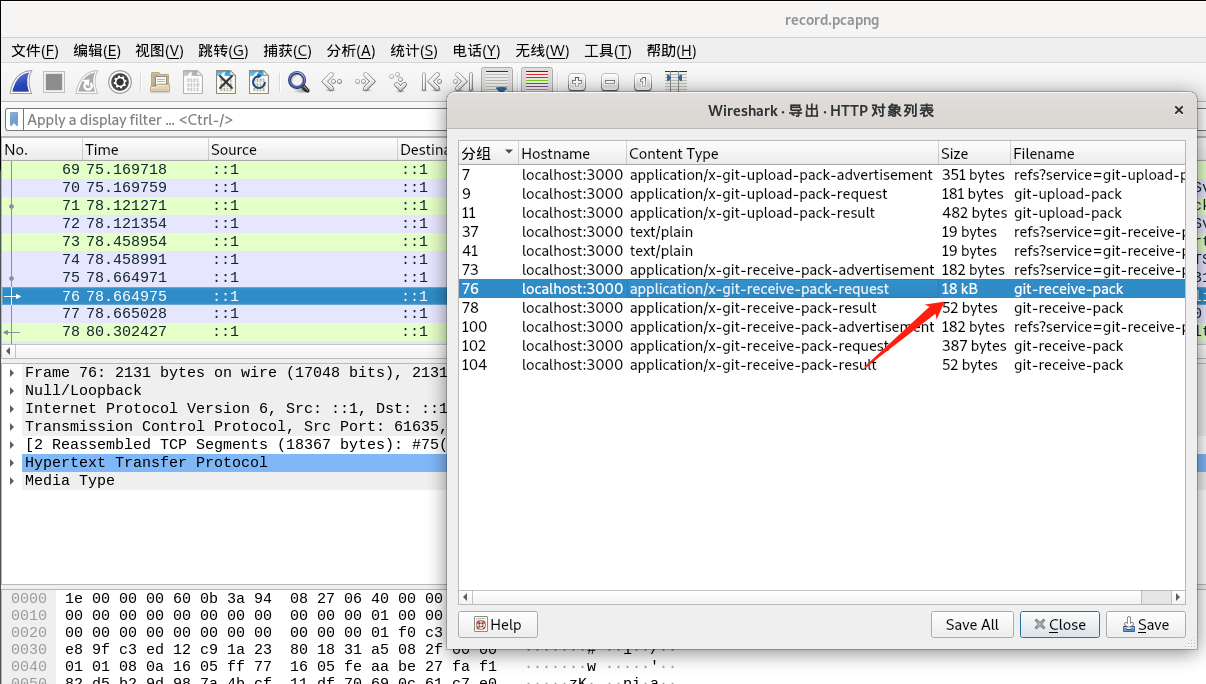 record.pcapng
文件(F) 编辑(E) 视图(V) 跳转(G) 捕获(C) 分析(A) 统计(S) 电话(Y) 无线(W) 工具(T) 帮助(H)
Apply a display filter ... <Ctrl-/>
No. Time Source Destina
69 75.169718 ::1 ::1
70 75.169759 ::1 ::1
71 78.121271 ::1 ::1
72 78.121354 ::1 ::1
73 78.458954 ::1 ::1
74 78.458991 ::1 ::1
75 78.664971 ::1 ::1
76 78.664975 ::1 ::1
77 78.665028 ::1 ::1
78 80.302427 ::1 ::1
Frame 76: 2131 bytes on wire (17048 bits), 2131
Null/Loopback
Internet Protocol Version 6, Src: ::1, Dst: ::1
Transmission Control Protocol, Src Port: 61635,
[2 Reassembled TCP Segments (18367 bytes): #75(
Hypertext Transfer Protocol
Media Type
0000 1e 00 00 00 60 0b 3a 94 08 27 06 40 00 00
0010 00 00 00 00 00 00 00 00 00 00 00 01 00 00
0020 00 00 00 00 00 00 00 00 00 00 00 01 f0 c3
0030 e8 9f c3 ed 12 c9 1a 23 80 18 31 a5 08 2f 00 00
0040 01 01 08 0a 16 05 ff 77 16 05 fe aa be 27 fa f1 ·······w ·····'··
0050 82 d5 b2 9d 98 7a 4b cf 11 df 70 69 0c 61 c7 e0 ·····zK· ··pi·a··
Wireshark · 导出 · HTTP 对象列表
分组 Hostname Content Type Size Filename
7 localhost:3000 application/x-git-upload-pack-advertisement 351 bytes refs?service=git-upload-p
9 localhost:3000 application/x-git-upload-pack-request 181 bytes git-upload-pack
11 localhost:3000 application/x-git-upload-pack-result 482 bytes git-upload-pack
37 localhost:3000 text/plain 19 bytes refs?service=git-receive-p
41 localhost:3000 text/plain 19 bytes refs?service=git-receive-p
73 localhost:3000 application/x-git-receive-pack-advertisement 182 bytes refs?service=git-receive-p
76 localhost:3000 application/x-git-receive-pack-request 18 kB git-receive-pack
78 localhost:3000 application/x-git-receive-pack-result 52 bytes git-receive-pack
100 localhost:3000 application/x-git-receive-pack-advertisement 182 bytes refs?service=git-receive-p
102 localhost:3000 application/x-git-receive-pack-request 387 bytes git-receive-pack
104 localhost:3000 application/x-git-receive-pack-result 52 bytes git-receive-pack
Help Save All Close Save